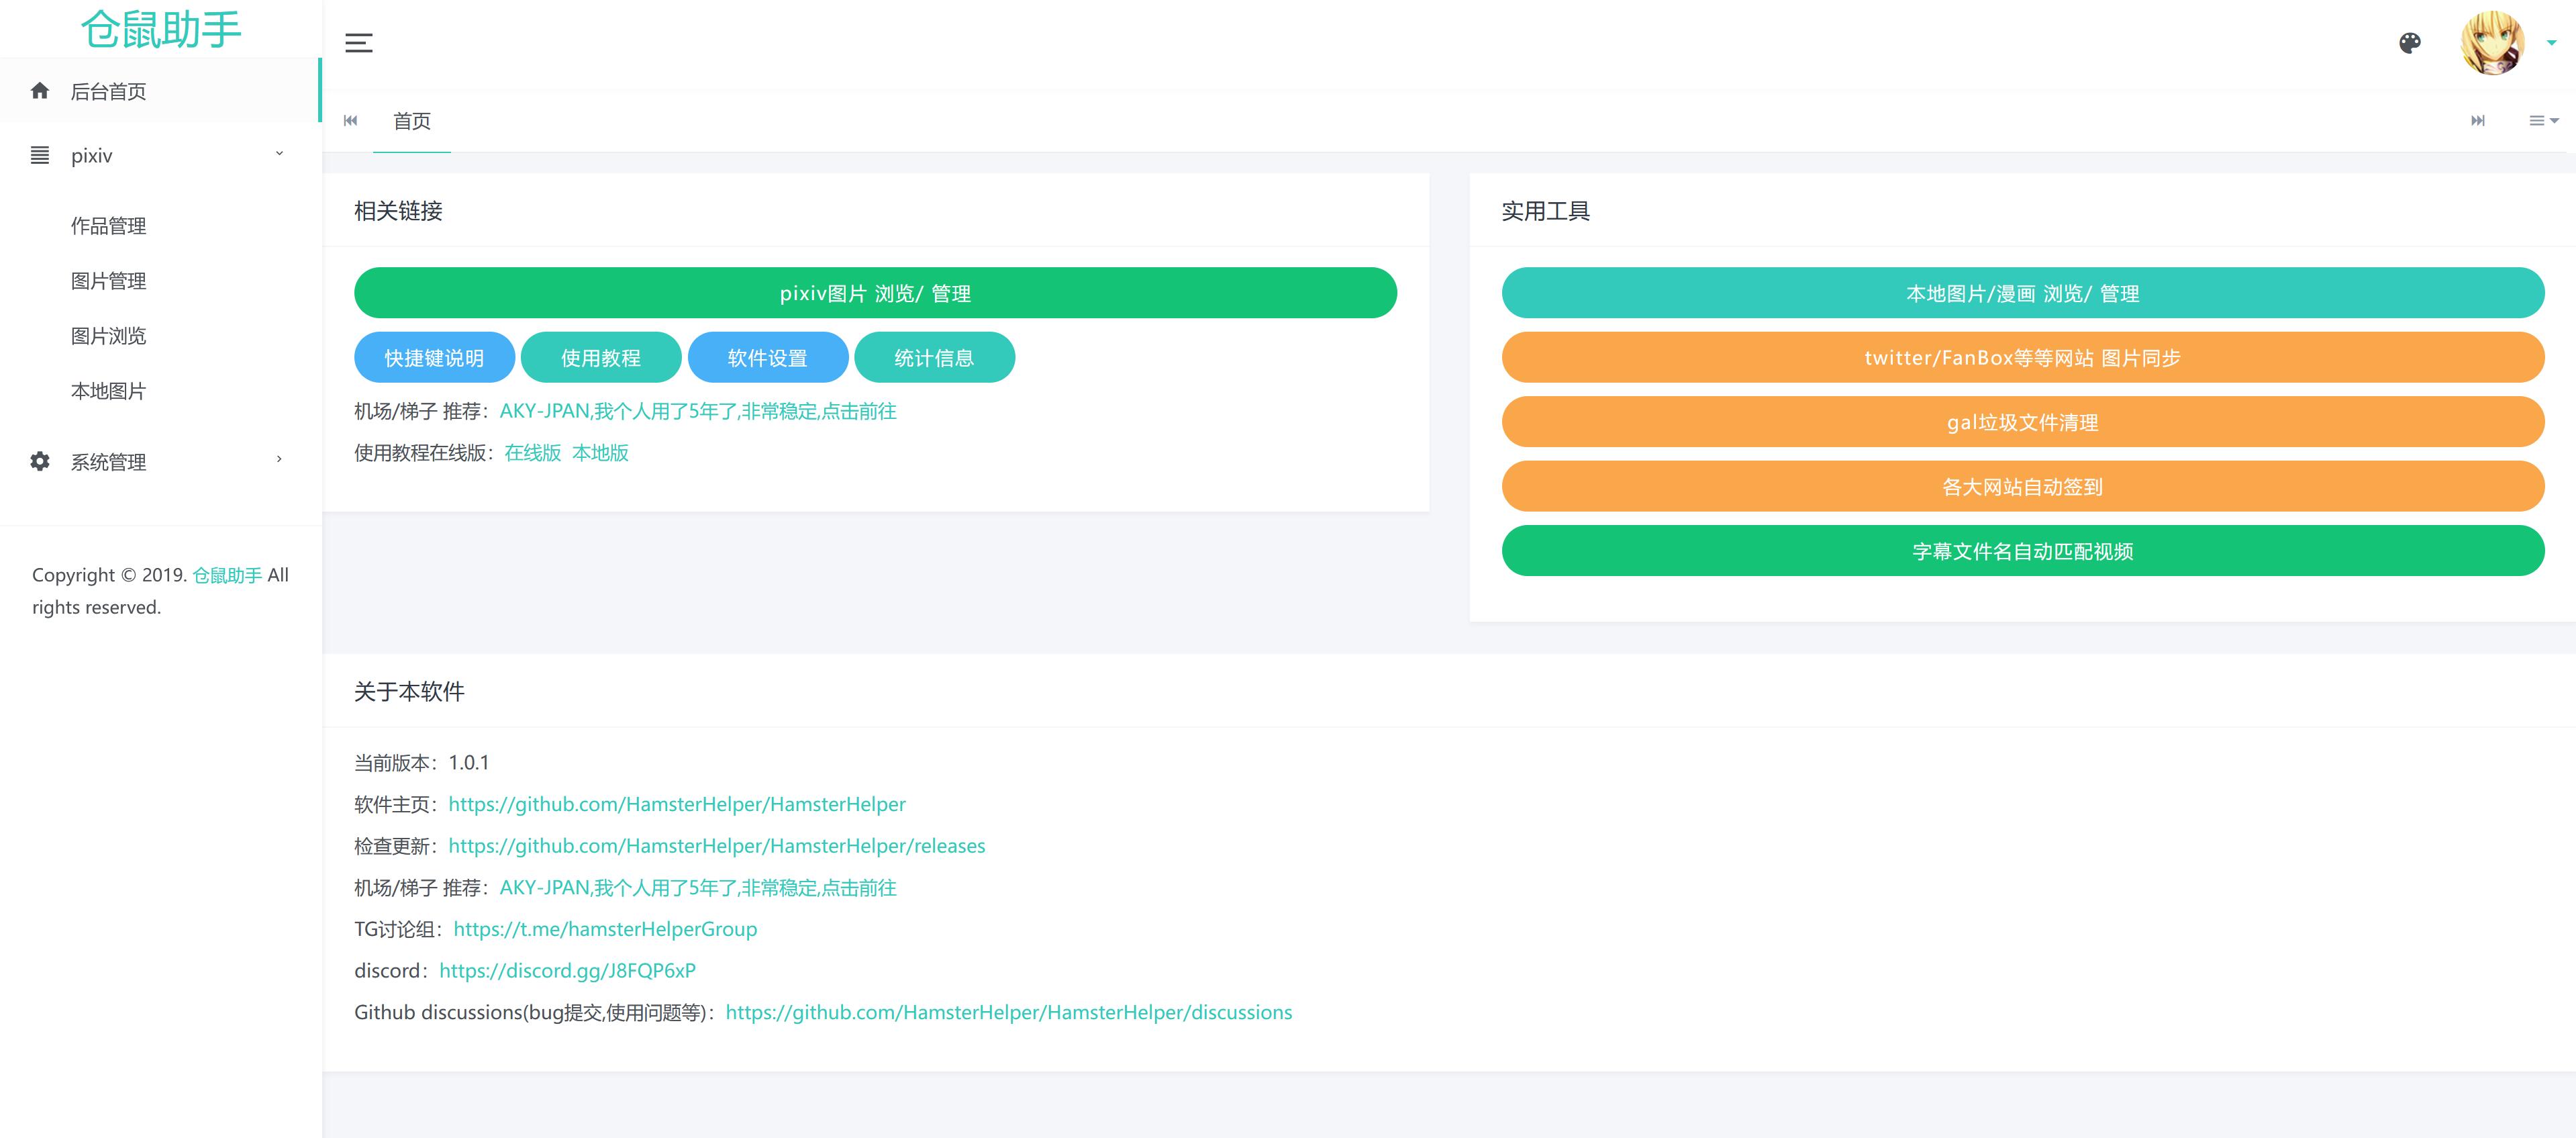 仓鼠助手
后台首页
pixiv
作品管理
图片管理
图片浏览
本地图片
系统管理
Copyright © 2019. 仓鼠助手 All
rights reserved.
首页
相关链接
pixiv图片 浏览/ 管理
快捷键说明 使用教程 软件设置 统计信息
机场/梯子 推荐：AKY-JPAN,我个人用了5年了,非常稳定,点击前往
使用教程在线版：在线版 本地版
实用工具
本地图片/漫画 浏览/ 管理
twitter/FanBox等等网站 图片同步
gal垃圾文件清理
各大网站自动签到
字幕文件名自动匹配视频
关于本软件
当前版本：1.0.1
软件主页：https://github.com/HamsterHelper/HamsterHelper
检查更新：https://github.com/HamsterHelper/HamsterHelper/releases
机场/梯子 推荐：AKY-JPAN,我个人用了5年了,非常稳定,点击前往
TG讨论组：https://t.me/hamsterHelperGroup
discord：https://discord.gg/J8FQP6xP
Github discussions(bug提交,使用问题等)：https://github.com/HamsterHelper/HamsterHelper/discussions